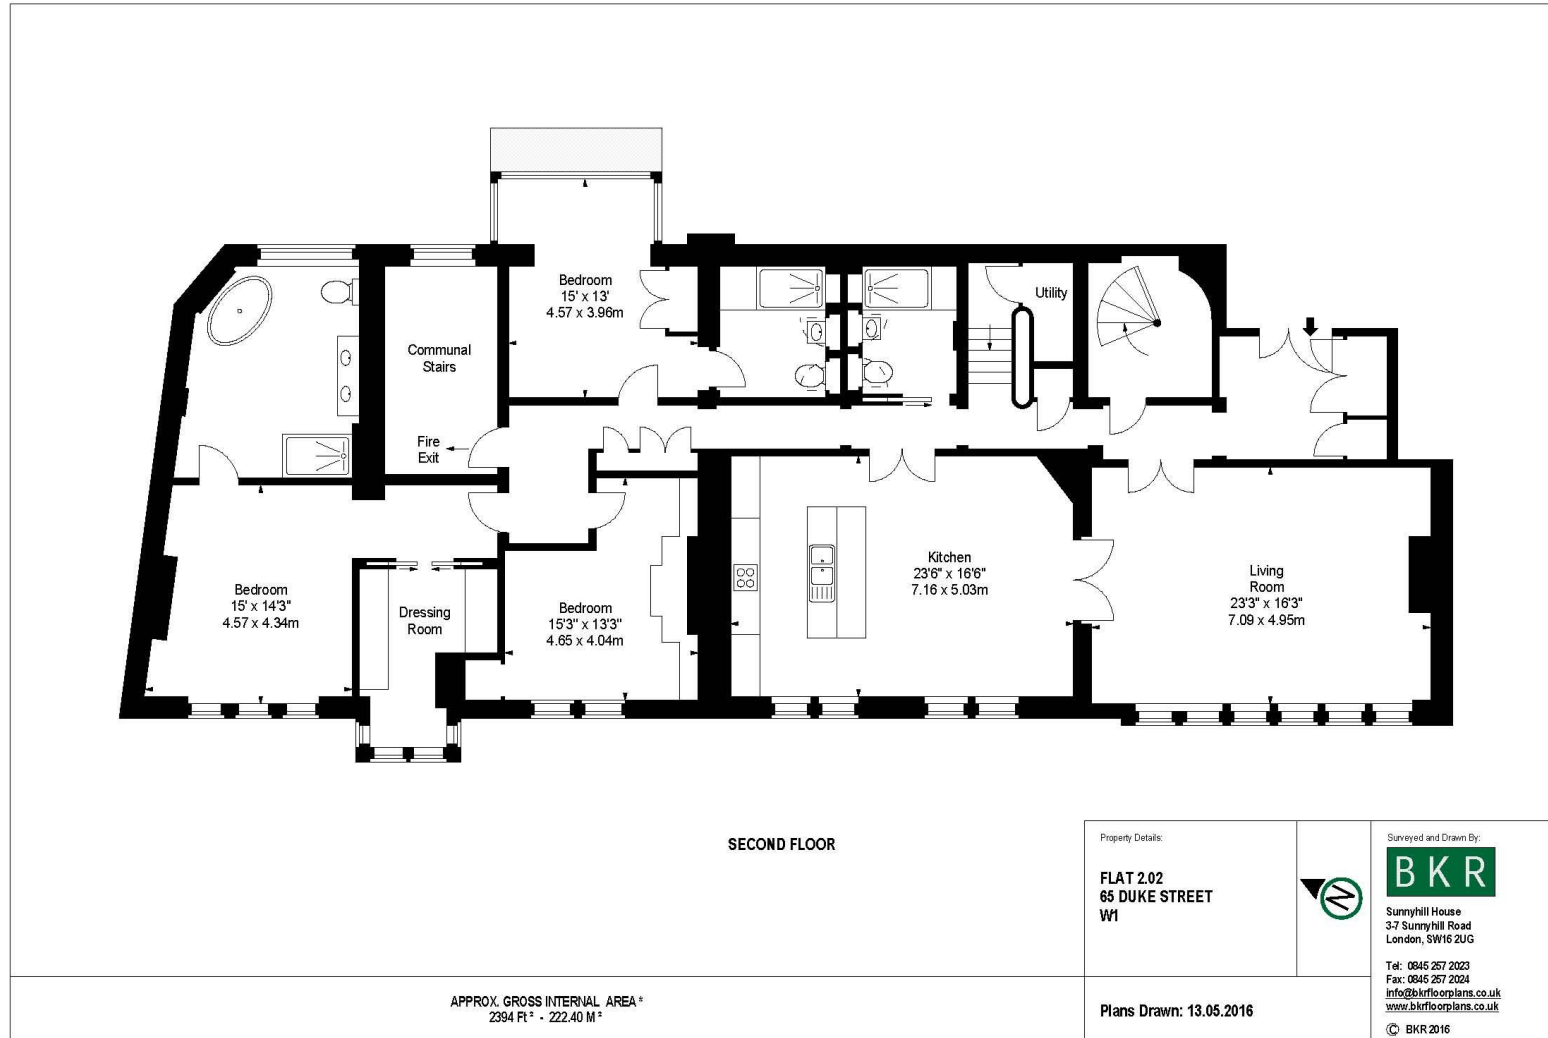 Bedroom
15' x 13'
4.57 x 3.96m
Utility
Communal
Stairs
Fire
Exit
Bedroom
15' x 14'3"
4.57 x 4.34m
Dressing
Room
Bedroom
15'3" x 13'3"
4.65 x 4.04m
Kitchen
23'6" x 16'6"
7.16 x 5.03m
Living
Room
23'3" x 16'3"
7.09 x 4.95m
SECOND FLOOR
Property Details:
FLAT 2.02
65 DUKE STREET
W1
N
Surveyed and Drawn By:
BKR
Sunnyhill House
3-7 Sunnyhill Road
London, SW16 2UG
Tel: 0845 257 2023
Fax: 0845 257 2024
info@bkrfloorplans.co.uk
www.bkrfloorplans.co.uk
© BKR 2016
APPROX. GROSS INTERNAL AREA *
2394 Ft ² - 222.40 M ²
Plans Drawn: 13.05.2016